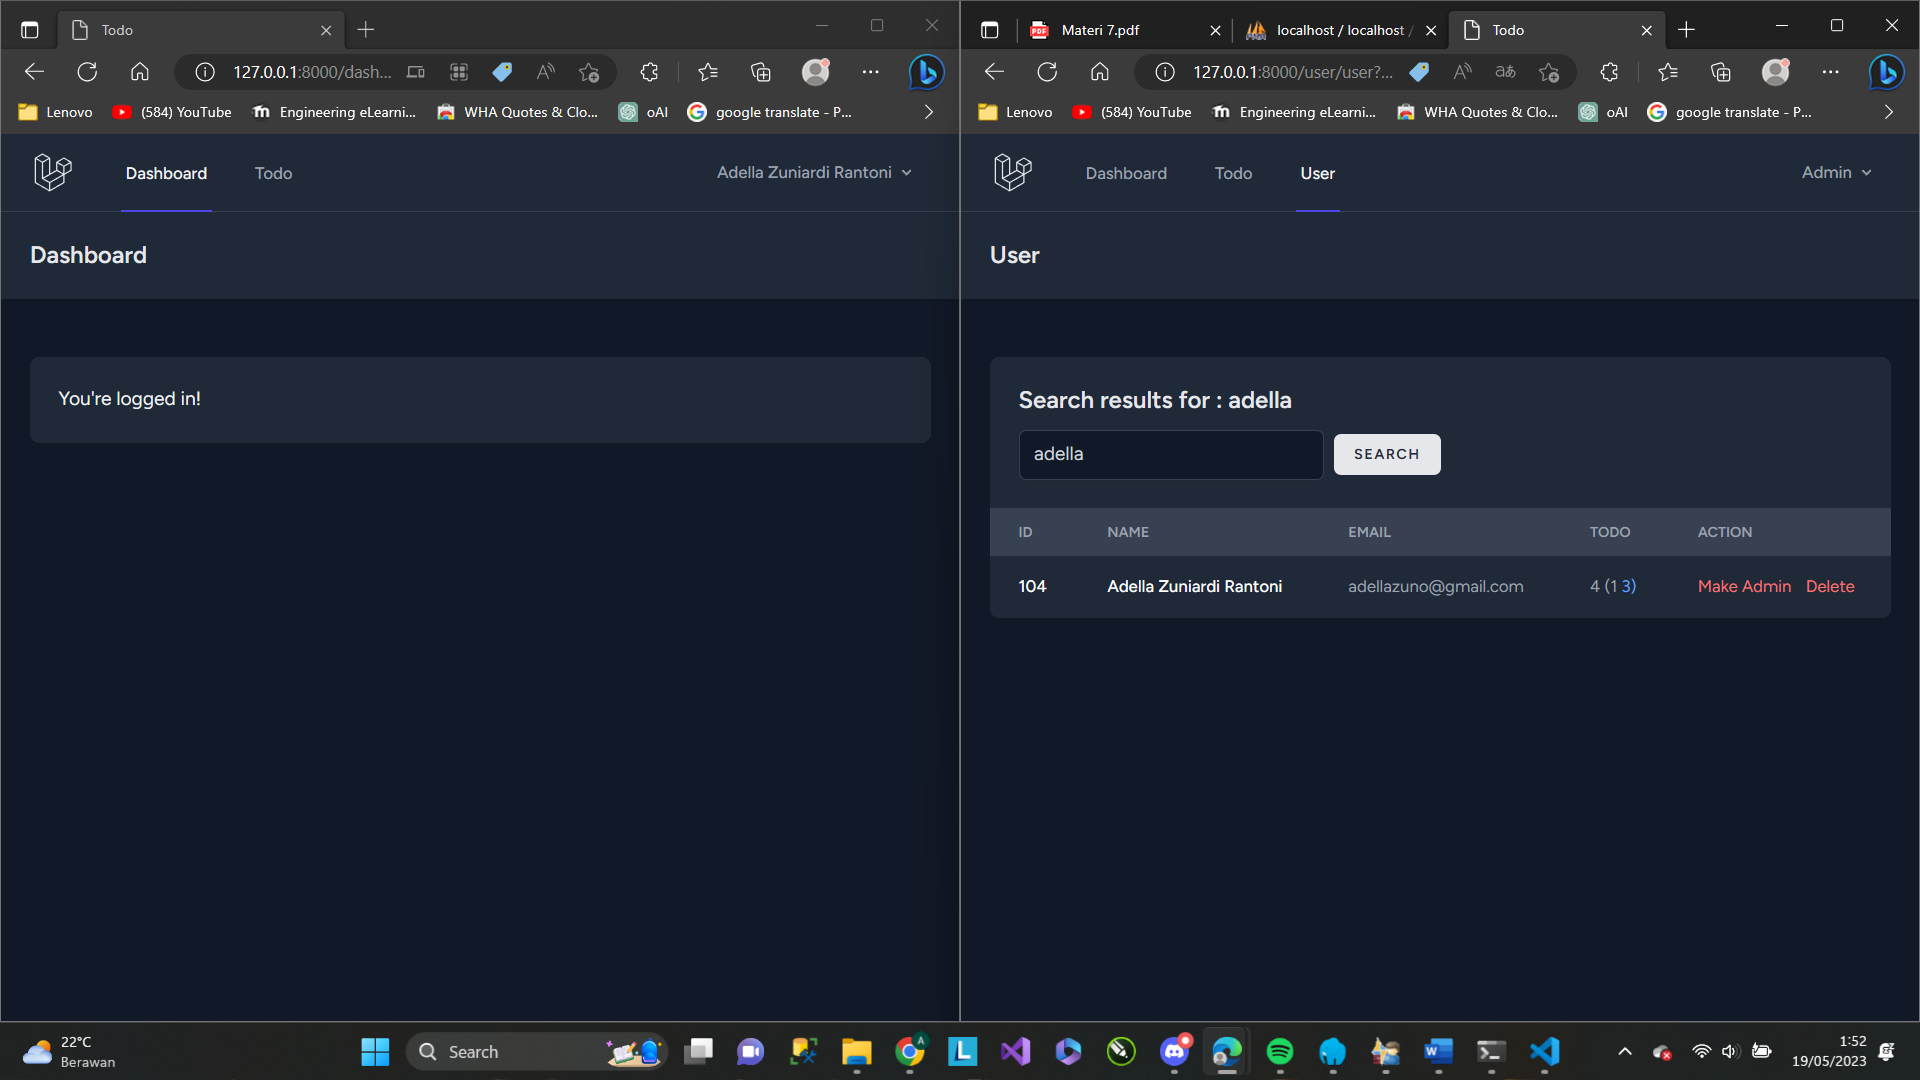 Todo
127.0.0.1:8000/dash...
Lenovo
(584) YouTube
Engineering eLearni...
WHA Quotes & Clo...
oAI
google translate - P...
Dashboard
Todo
Adella Zuniardi Rantoni
Dashboard
You're logged in!
Materi 7.pdf
localhost / localhost /
Todo
127.0.0.1:8000/user/user?...
Lenovo
(584) YouTube
Engineering eLearni...
WHA Quotes & Clo...
oAI
google translate - P...
Dashboard
Todo
User
Admin
User
Search results for : adella
adella
SEARCH
ID NAME EMAIL TODO ACTION
104 Adella Zuniardi Rantoni adellazuno@gmail.com 4 (1 3) Make Admin Delete
22°C
Berawan
Search
1:52
19/05/2023